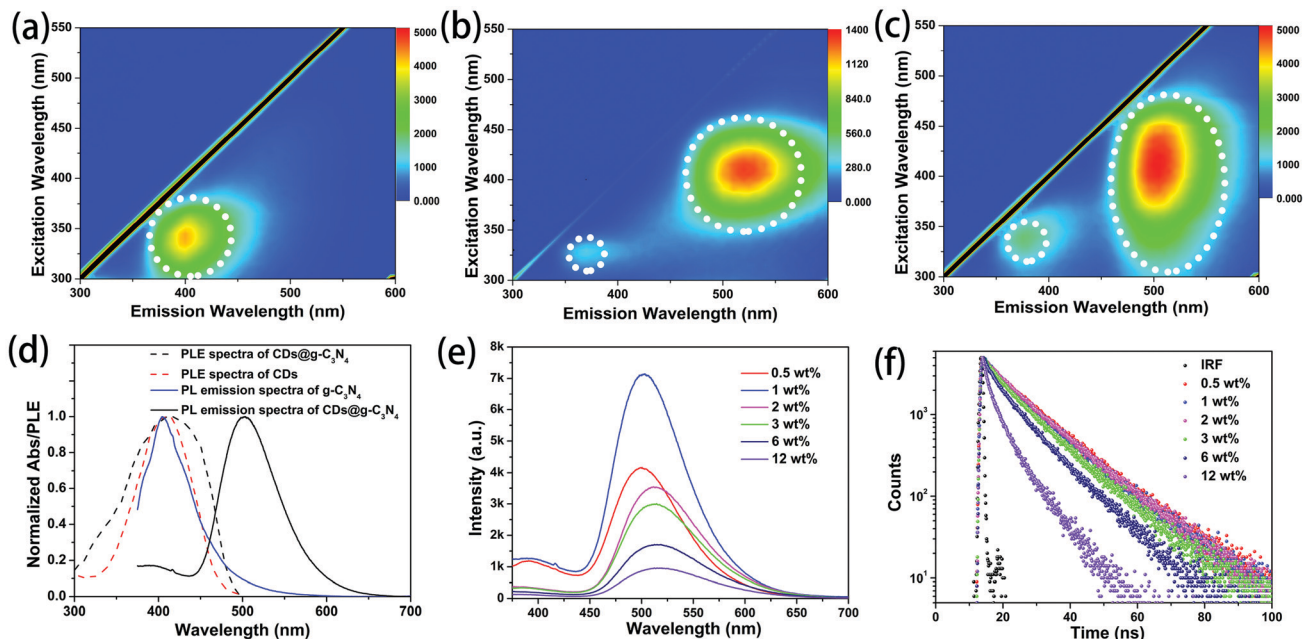 (a)
550
500
450
400
350
300
Excitation Wavelength (nm)
300 400 500 600
Emission Wavelength (nm)
5000
4000
3000
2000
1000
0.000
(b)
550
500
450
400
350
300
Excitation Wavelength (nm)
300 400 500 600
Emission Wavelength (nm)
1400
1120
840.0
560.0
280.0
0.000
(c)
550
500
450
400
350
300
Excitation Wavelength (nm)
300 400 500 600
Emission Wavelength (nm)
5000
4000
3000
2000
1000
0.000
(d)
PLE spectra of CDs@g-C₃N₄
PLE spectra of CDs
PL emission spectra of g-C₃N₄
PL emission spectra of CDs@g-C₃N₄
1.0
0.8
0.6
0.4
0.2
0.0
Normalized Abs/PLE
300 400 500 600 700
Wavelength (nm)
(e)
9k
8k
7k
6k
5k
4k
3k
2k
1k
0
Intensity (a.u.)
0.5 wt%
1 wt%
2 wt%
3 wt%
6 wt%
12 wt%
400 450 500 550 600 650 700
Wavelength (nm)
(f)
10³
10²
10¹
Counts
IRF
0.5 wt%
1 wt%
2 wt%
3 wt%
6 wt%
12 wt%
0 20 40 60 80 100
Time (ns)